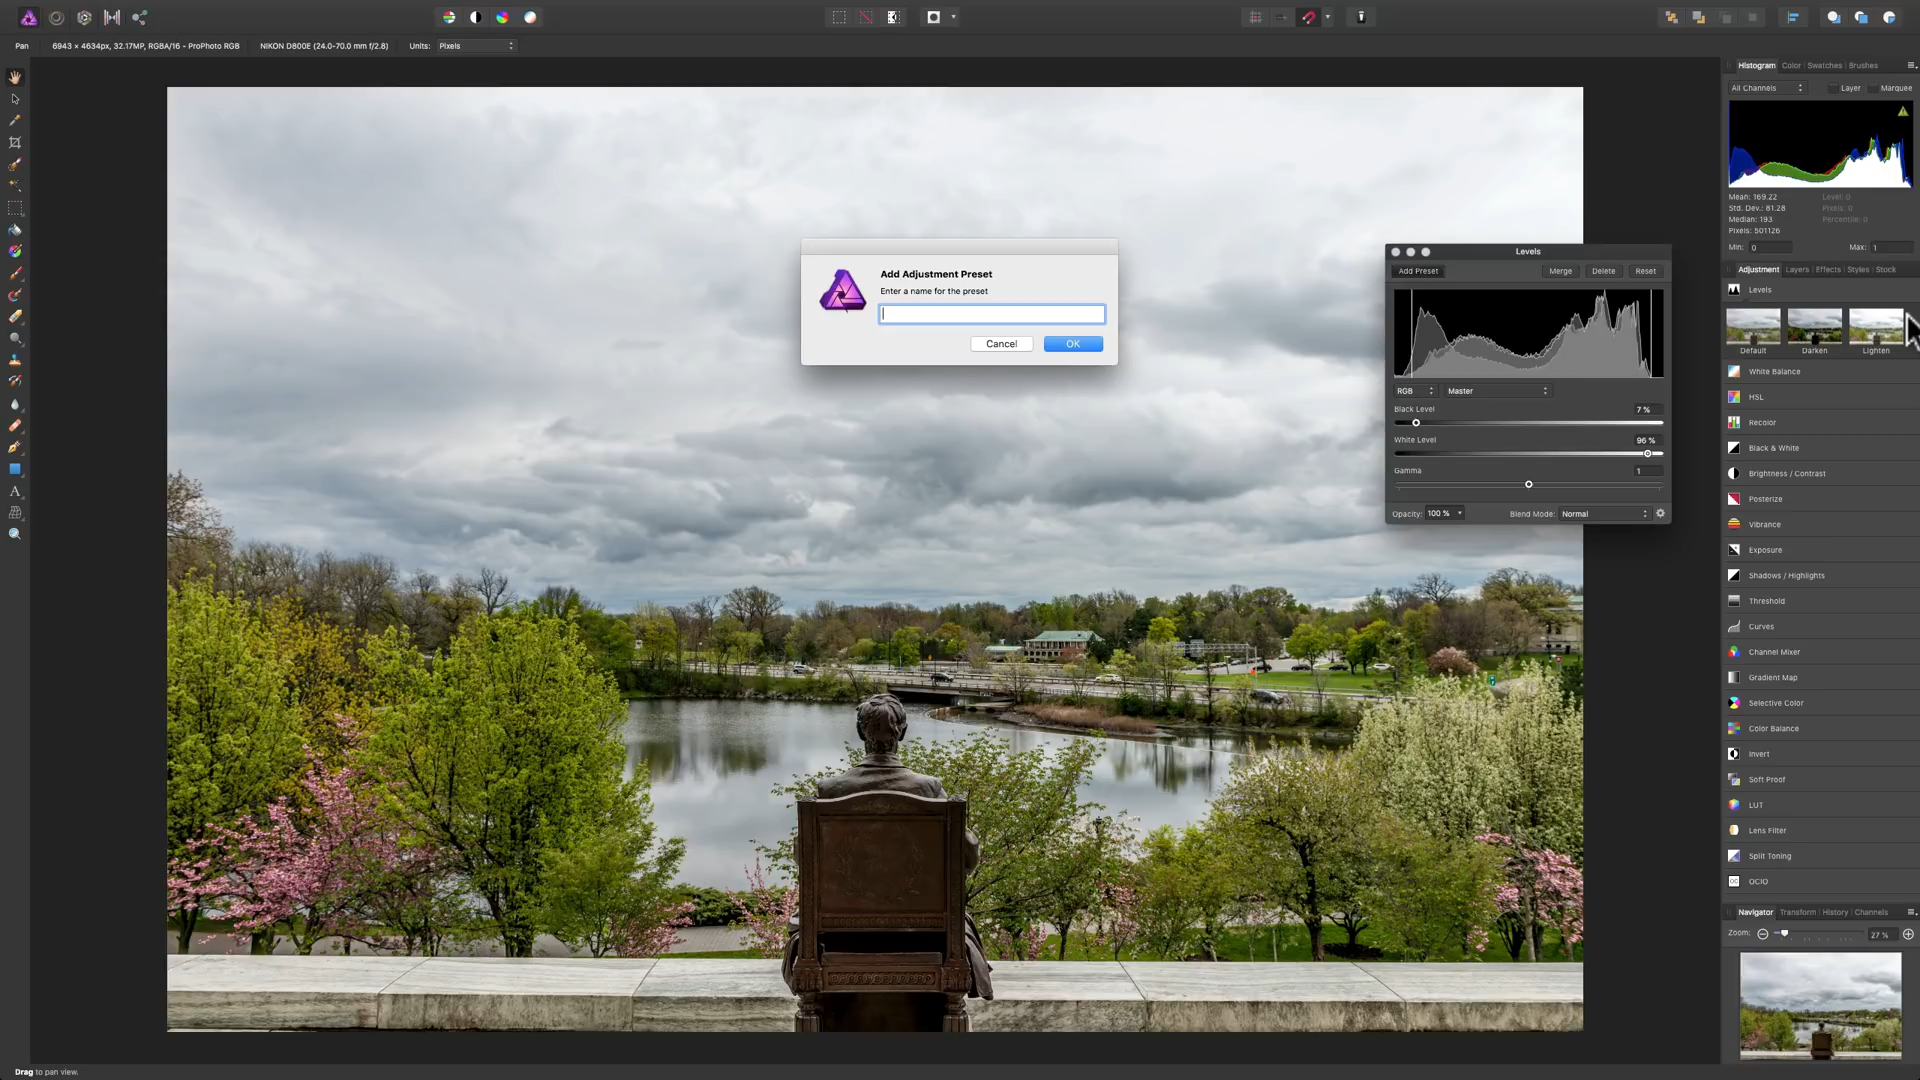 Pan
6943 × 4634px, 32.17MP, RGBA/16 - ProPhoto RGB
NIKON D800E (24.0-70.0 mm f/2.8)
Units:
Pixels
Histogram
Color
Swatches
Brushes
All Channels
Layer
Marquee
Mean: 169.22
Level: 0
Std. Dev.: 81.28
Pixels: 0
Median: 193
Percentile: 0
Pixels: 501126
Min: 0
Max: 1
Adjustment
Layers
Effects
Styles
Stock
Levels
Default
Darken
Lighten
White Balance
HSL
Recolor
Black & White
Brightness / Contrast
Posterize
Vibrance
Exposure
Shadows / Highlights
Threshold
Curves
Channel Mixer
Gradient Map
Selective Color
Color Balance
Invert
Soft Proof
LUT
Lens Filter
Split Toning
OCIO
Navigator
Transform
History
Channels
Zoom:
27 %
Add Adjustment Preset
Enter a name for the preset
Cancel
OK
Levels
Add Preset
Merge
Delete
Reset
RGB
Master
Black Level
7 %
White Level
96 %
Gamma
1
Opacity: 100 %
Blend Mode: Normal
Drag to pan view.